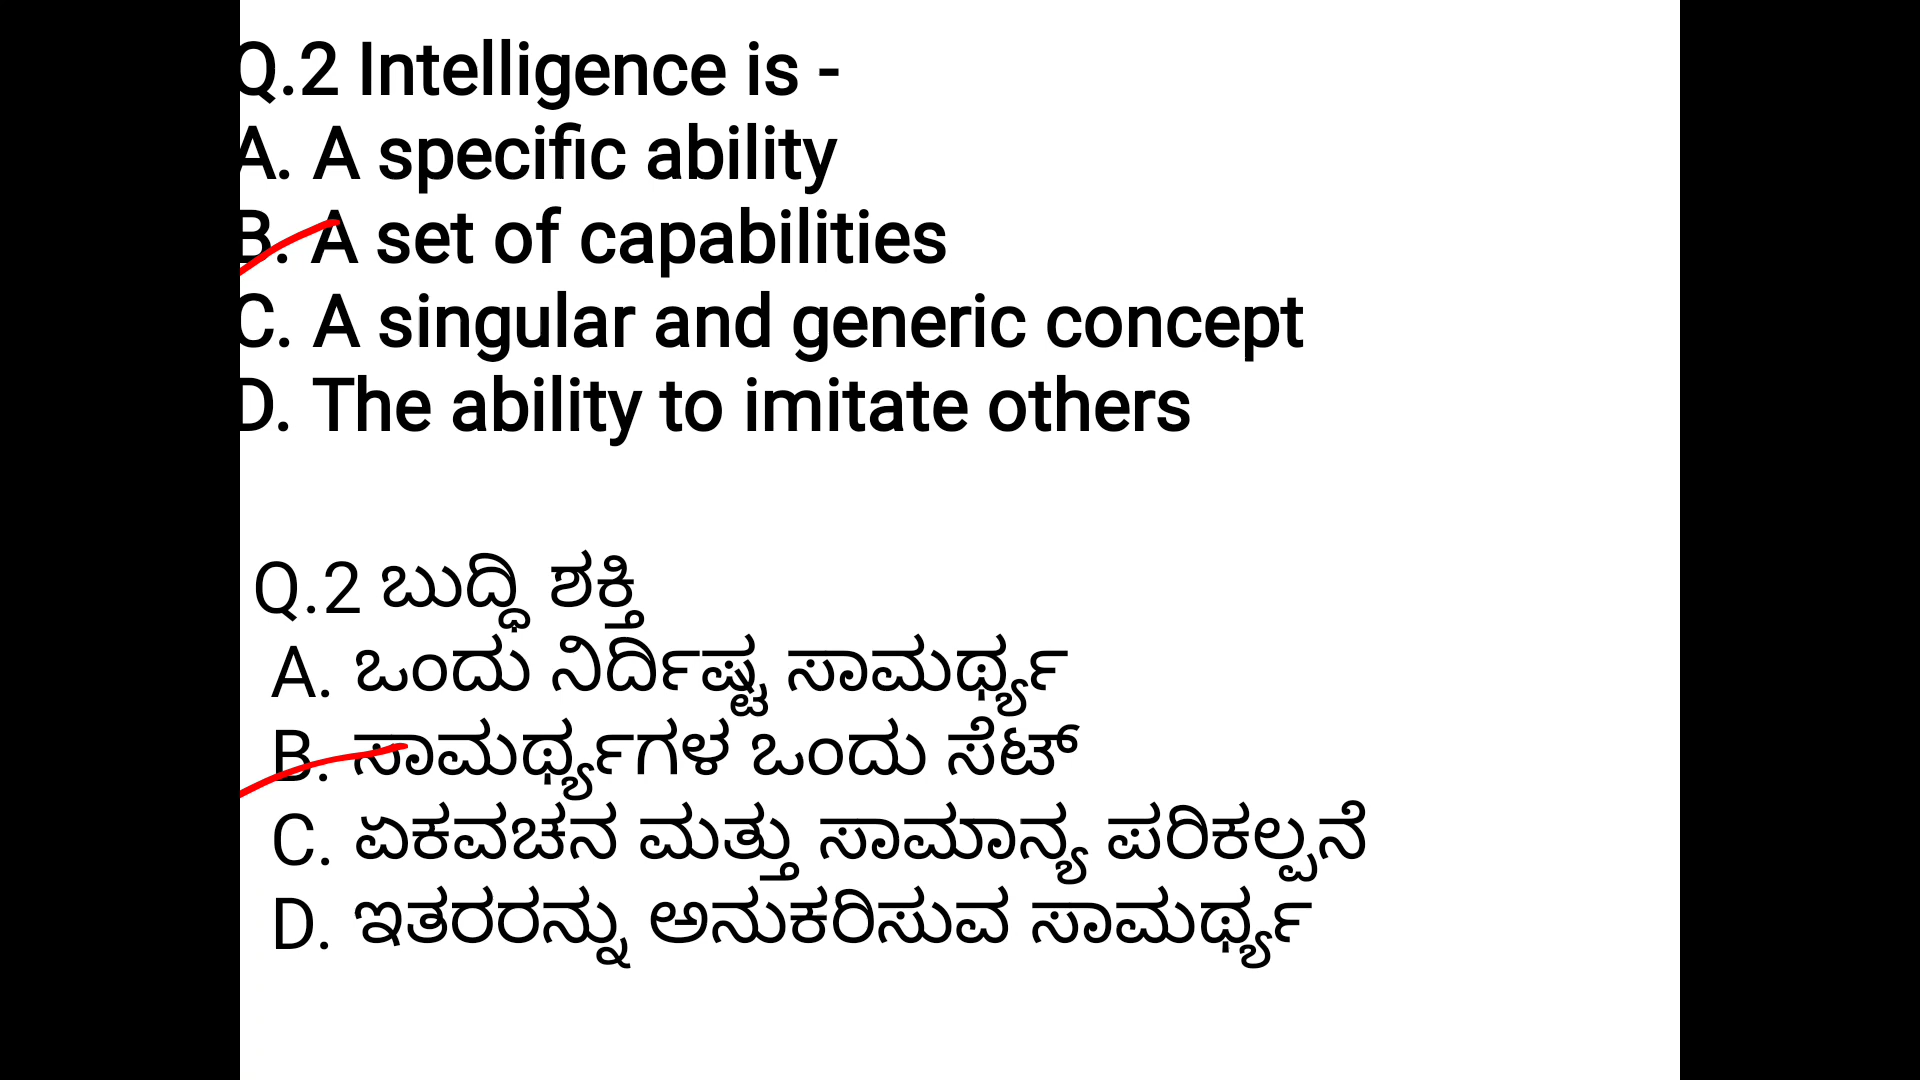 Q.2 Intelligence is -
A. A specific ability
B. A set of capabilities
C. A singular and generic concept
D. The ability to imitate others
Q.2 ಬುದ್ಧಿ ಶಕ್ತಿ
A. ಒಂದು ನಿರ್ದಿಷ್ಟ ಸಾಮರ್ಥ್ಯ
B. ಸಾಮರ್ಥ್ಯಗಳ ಒಂದು ಸೆಟ್
C. ಏಕವಚನ ಮತ್ತು ಸಾಮಾನ್ಯ ಪರಿಕಲ್ಪನೆ
D. ಇತರರನ್ನು ಅನುಕರಿಸುವ ಸಾಮರ್ಥ್ಯ